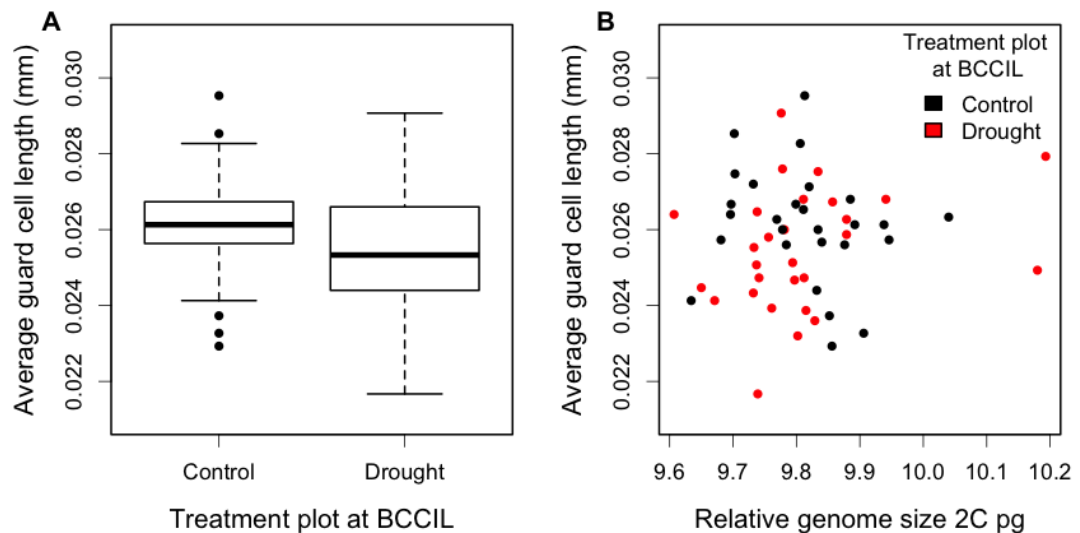 A
Average guard cell length (mm)
0.030
0.028
0.026
0.024
0.022
Control
Drought
Treatment plot at BCCIL
B
Average guard cell length (mm)
0.030
0.028
0.026
0.024
0.022
Treatment plot
at BCCIL
Control
Drought
9.6 9.7 9.8 9.9 10.0 10.1 10.2
Relative genome size 2C pg